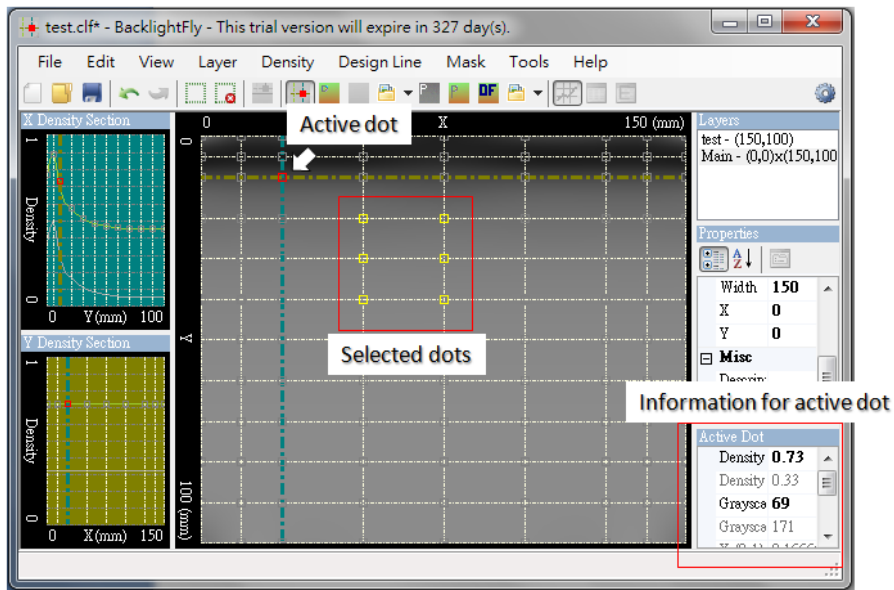 test.clf* - BacklightFly - This trial version will expire in 327 day(s).
File Edit View Layer Density Design Line Mask Tools Help
X Density Section
1
Density
0
0 Y(mm) 100
Y Density Section
1
Density
0
0 X(mm) 150
0 X 150 (mm)
0
Y
100 (mm)
Active dot
Selected dots
Layers
test - (150,100)
Main - (0,0)x(150,100
Properties
Width 150
X 0
Y 0
Misc
Information for active dot
Active Dot
Density 0.73
Density 0.33
Graysca 69
Graysca 171
P
P
P
DF